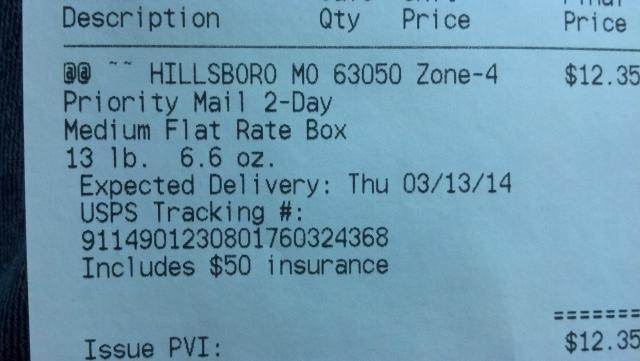 Description Qty Price Price
@@ ~~ HILLSBORO MO 63050 Zone-4 $12.35
Priority Mail 2-Day
Medium Flat Rate Box
13 lb. 6.6 oz.
Expected Delivery: Thu 03/13/14
USPS Tracking #:
9114901230801760324368
Includes $50 insurance
=======
Issue PVI: $12.35